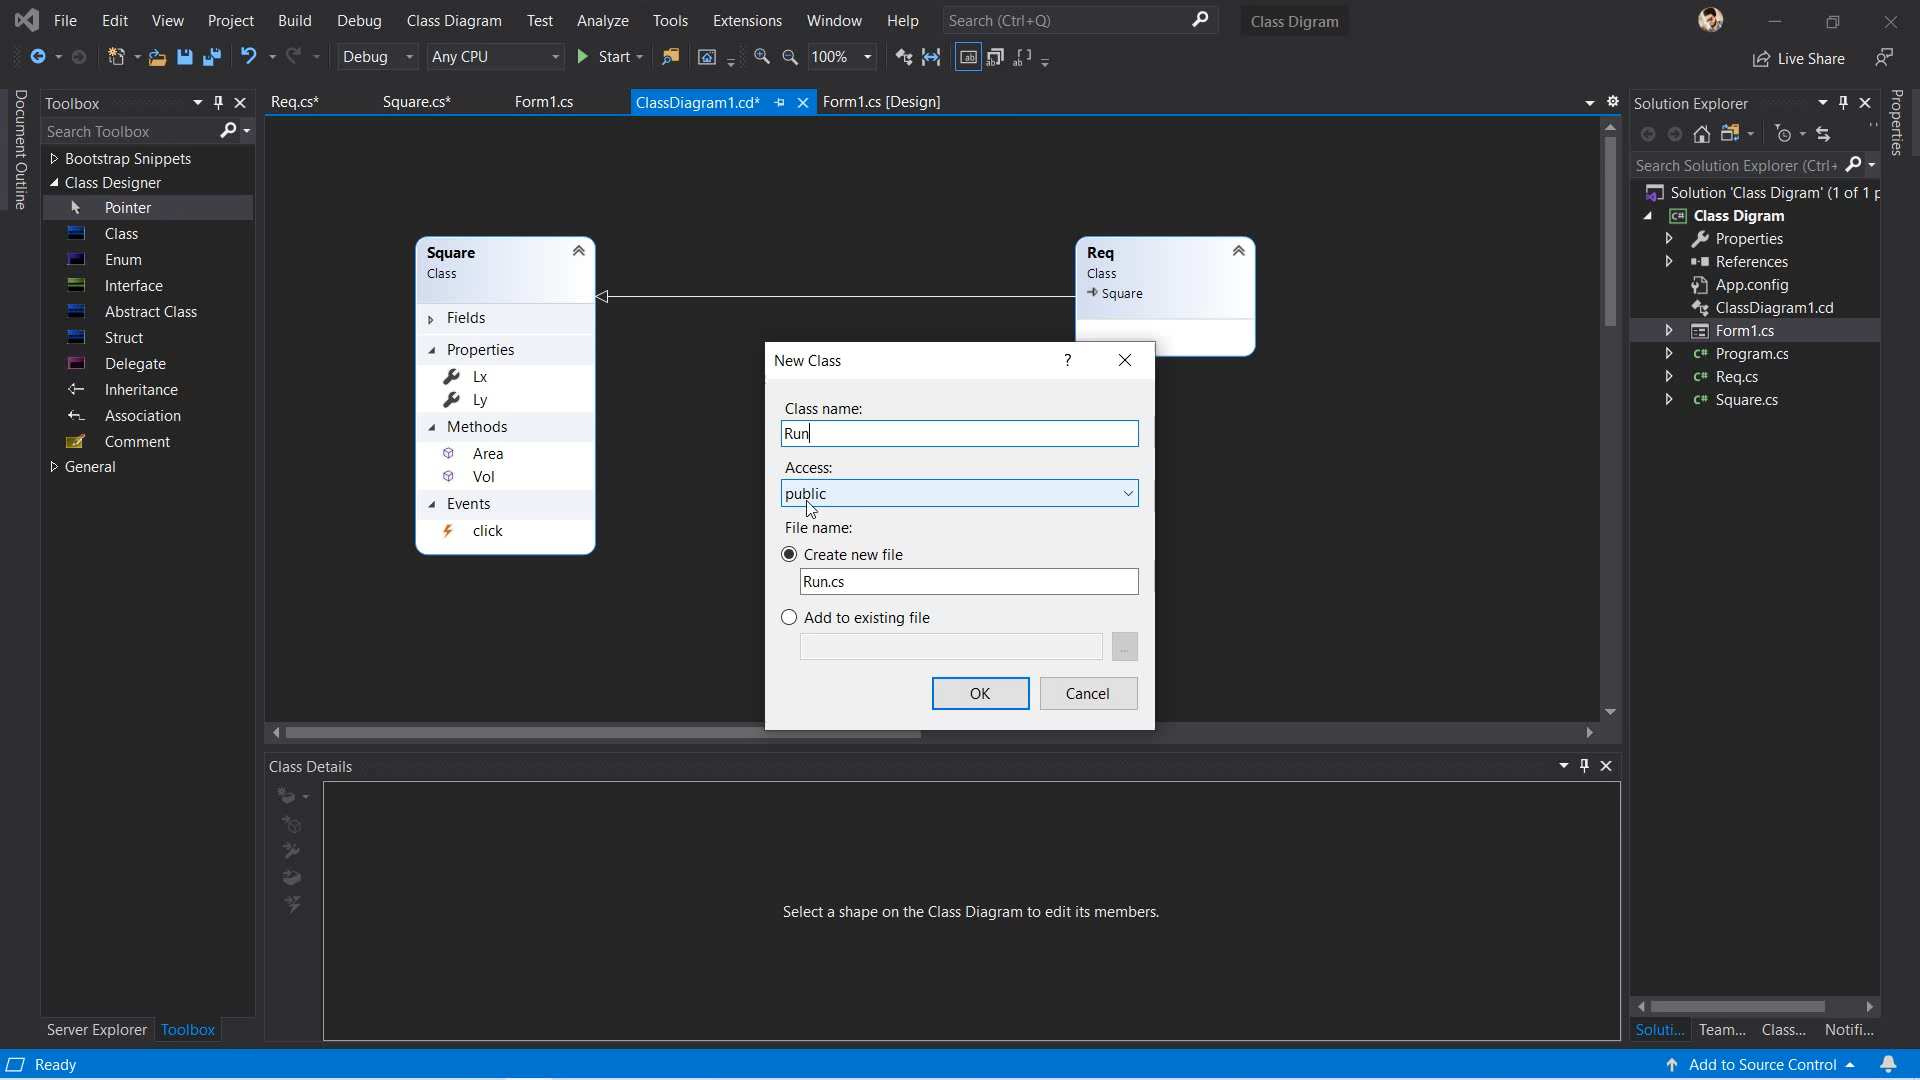 File Edit View Project Build Debug Class Diagram Test Analyze Tools Extensions Window Help Search (Ctrl+Q) Class Digram
Debug Any CPU Start 100% Live Share
Document Outline
Toolbox
Search Toolbox
Bootstrap Snippets
Class Designer
Pointer
Class
Enum
Interface
Abstract Class
Struct
Delegate
Inheritance
Association
Comment
General
Server Explorer Toolbox
Req.cs* Square.cs* Form1.cs ClassDiagram1.cd* Form1.cs [Design]
Square
Class
Fields
Properties
Lx
Ly
Methods
Area
Vol
Events
click
Req
Class
Square
New Class ?
Class name:
Run
Access:
public
File name:
Create new file
Run.cs
Add to existing file
...
OK Cancel
Class Details
Select a shape on the Class Diagram to edit its members.
Solution Explorer
Search Solution Explorer (Ctrl+
Solution 'Class Digram' (1 of 1 p
C# Class Digram
Properties
References
App.config
ClassDiagram1.cd
Form1.cs
C# Program.cs
C# Req.cs
C# Square.cs
Soluti... Team... Class... Notifi...
Properties
Ready Add to Source Control